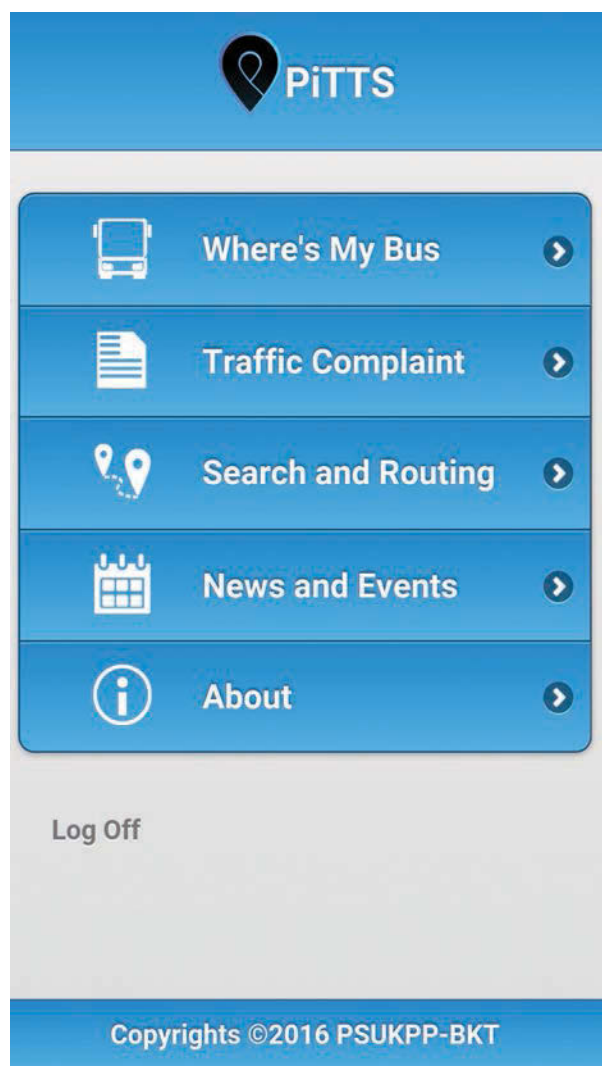 PiTTS
Where's My Bus
Traffic Complaint
Search and Routing
News and Events
About
Log Off
Copyrights ©2016 PSUKPP-BKT